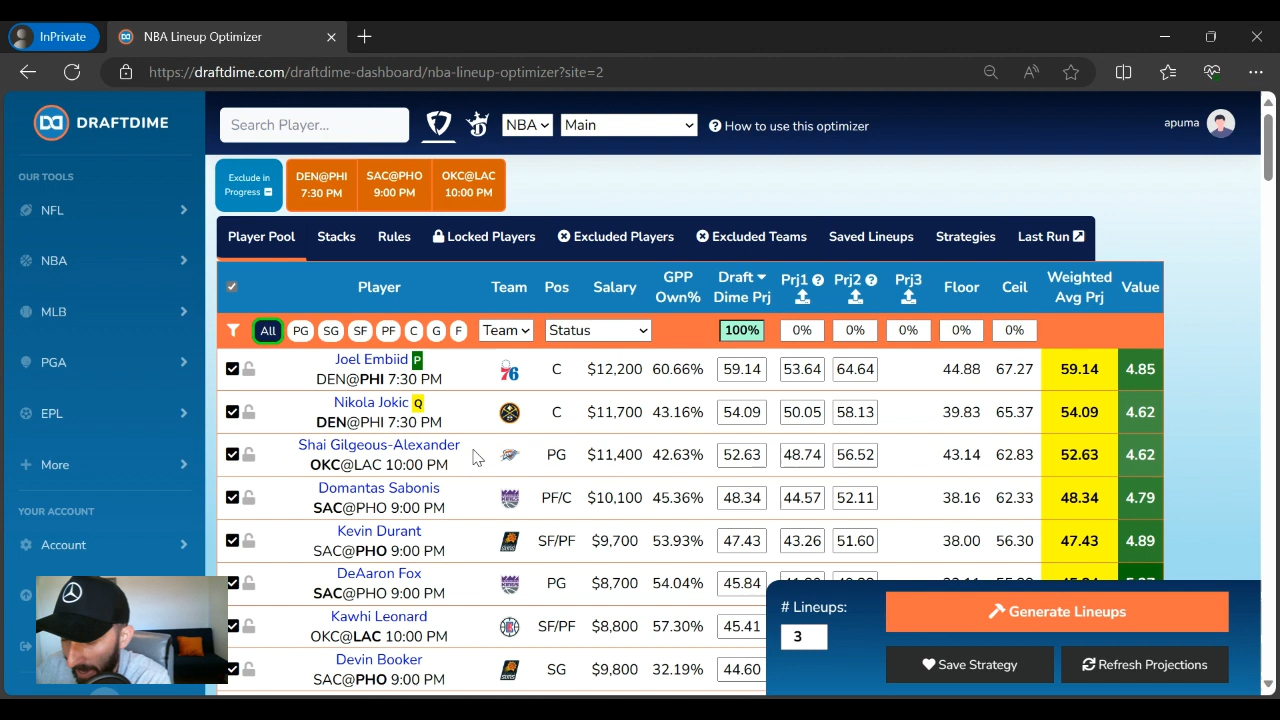 InPrivate
NBA Lineup Optimizer
https://draftdime.com/draftdime-dashboard/nba-lineup-optimizer?site=2
DRAFTDIME
Search Player...
NBA
Main
How to use this optimizer
apuma
OUR TOOLS
NFL
NBA
MLB
PGA
EPL
More
YOUR ACCOUNT
Account
Exclude in
Progress
DEN@PHI
7:30 PM
SAC@PHO
9:00 PM
OKC@LAC
10:00 PM
Player Pool Stacks Rules Locked Players Excluded Players Excluded Teams Saved Lineups Strategies Last Run
Player Team Pos Salary GPP Own% Draft Dime Prj Prj1 Prj2 Prj3 Floor Ceil Weighted Avg Prj Value
All PG SG SF PF C G F Team Status 100% 0% 0% 0% 0% 0%
Joel Embiid P
DEN@PHI 7:30 PM 76 C $12,200 60.66% 59.14 53.64 64.64 44.88 67.27 59.14 4.85
Nikola Jokic Q
DEN@PHI 7:30 PM C $11,700 43.16% 54.09 50.05 58.13 39.83 65.37 54.09 4.62
Shai Gilgeous-Alexander
OKC@LAC 10:00 PM PG $11,400 42.63% 52.63 48.74 56.52 43.14 62.83 52.63 4.62
Domantas Sabonis
SAC@PHO 9:00 PM PF/C $10,100 45.36% 48.34 44.57 52.11 38.16 62.33 48.34 4.79
Kevin Durant
SAC@PHO 9:00 PM SF/PF $9,700 53.93% 47.43 43.26 51.60 38.00 56.30 47.43 4.89
DeAaron Fox
SAC@PHO 9:00 PM PG $8,700 54.04% 45.84
Kawhi Leonard
OKC@LAC 10:00 PM SF/PF $8,800 57.30% 45.41
Devin Booker
SAC@PHO 9:00 PM SG $9,800 32.19% 44.60
# Lineups:
3
Generate Lineups
Save Strategy
Refresh Projections